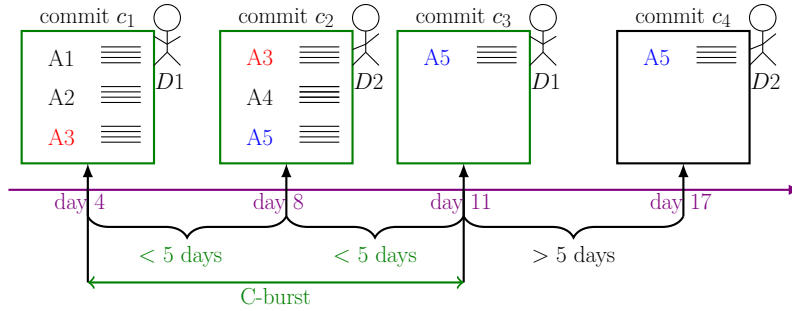 commit c₁
commit c₂
commit c₃
commit c₄
A1
A2
A3
D1
A3
A4
A5
D2
A5
D1
A5
D2
day 4
day 8
day 11
day 17
< 5 days
< 5 days
> 5 days
C-burst